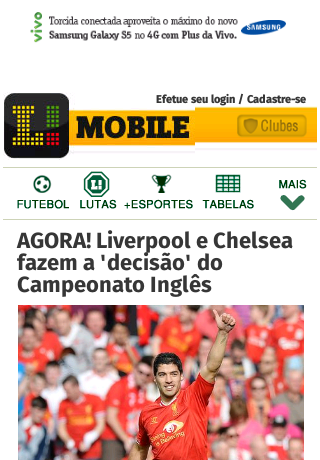 vivo
Torcida conectada aproveita o máximo do novo
Samsung Galaxy S5 no 4G com Plus da Vivo.
SAMSUNG
Efetue seu login / Cadastre-se
L! MOBILE
Clubes
L!
FUTEBOL LUTAS +ESPORTES TABELAS MAIS
AGORA! Liverpool e Chelsea
fazem a 'decisão' do
Campeonato Inglês